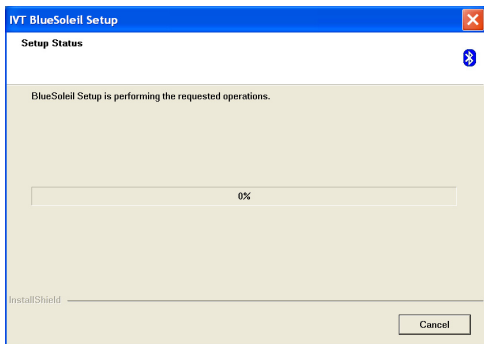 IVT BlueSoleil Setup
Setup Status
BlueSoleil Setup is performing the requested operations.
0%
InstallShield
Cancel